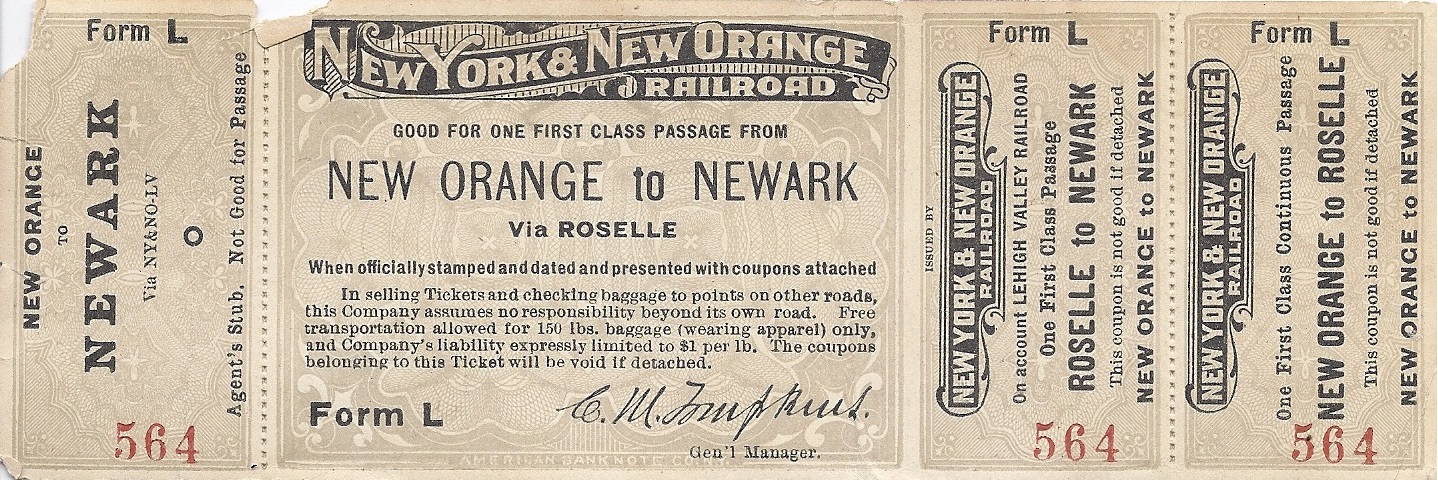 Form L
NEW ORANGE
TO
NEWARK
Via NY&NO-LV
O
Agent's Stub. Not Good for Passage
564
NEW YORK & NEW ORANGE
RAILROAD
GOOD FOR ONE FIRST CLASS PASSAGE FROM
NEW ORANGE to NEWARK
Via ROSELLE
When officially stamped and dated and presented with coupons attached
In selling Tickets and checking baggage to points on other roads,
this Company assumes no responsibility beyond its own road. Free
transportation allowed for 150 lbs. baggage (wearing apparel) only,
and Company's liability expressly limited to $1 per lb. The coupons
belonging to this Ticket will be void if detached.
Form L
C. M. Tompkins.
Gen'l Manager.
AMERICAN BANK NOTE CO. N.Y.
Form L
ISSUED BY
NEW YORK & NEW ORANGE
RAILROAD
On account LEHIGH VALLEY RAILROAD
One First Class Passage
ROSELLE to NEWARK
This coupon is not good if detached
NEW ORANGE to NEWARK
564
Form L
NEW YORK & NEW ORANGE
RAILROAD
One First Class Continuous Passage
NEW ORANGE to ROSELLE
This coupon is not good if detached
NEW ORANGE to NEWARK
564